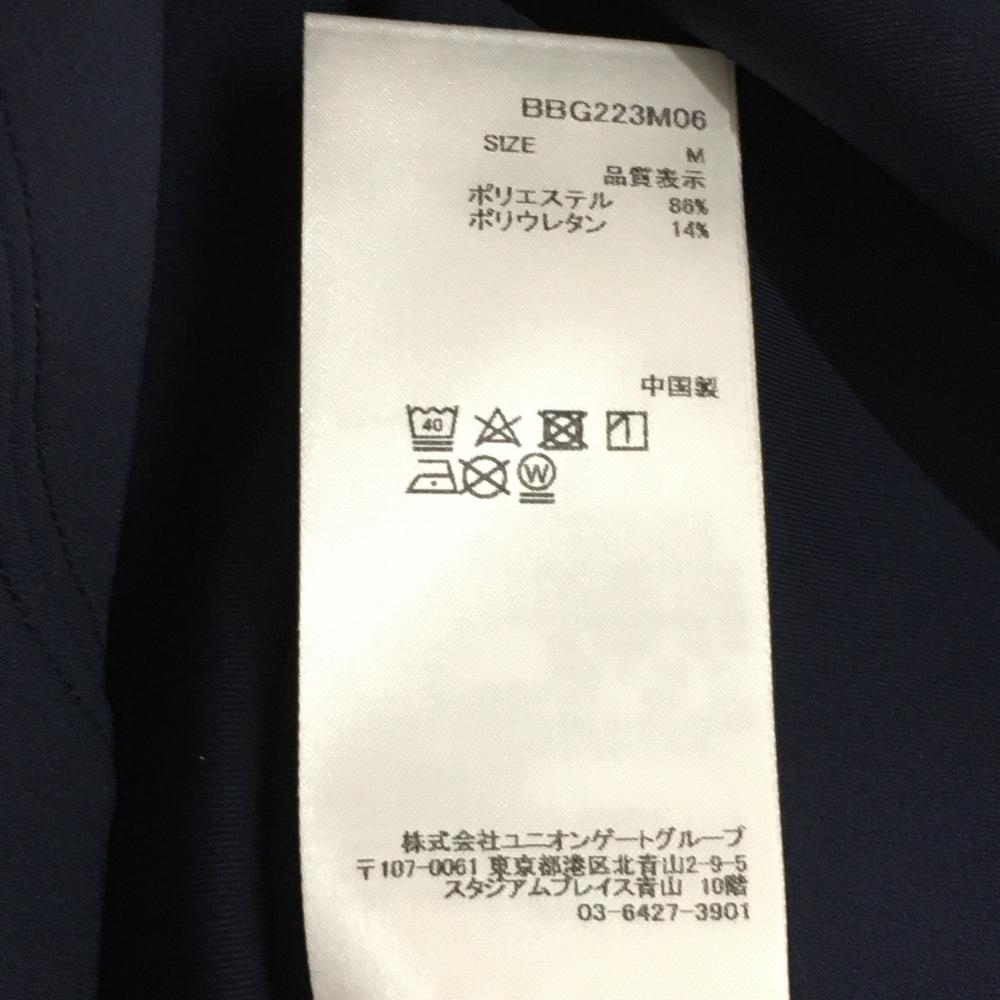 BBG223M06
SIZE M
品質表示
ポリエステル 86%
ポリウレタン 14%
中国製
40
W
株式会社ユニオンゲートグループ
〒107-0061 東京都港区北青山2-9-5
スタジアムプレイス青山 10階
03-6427-3901